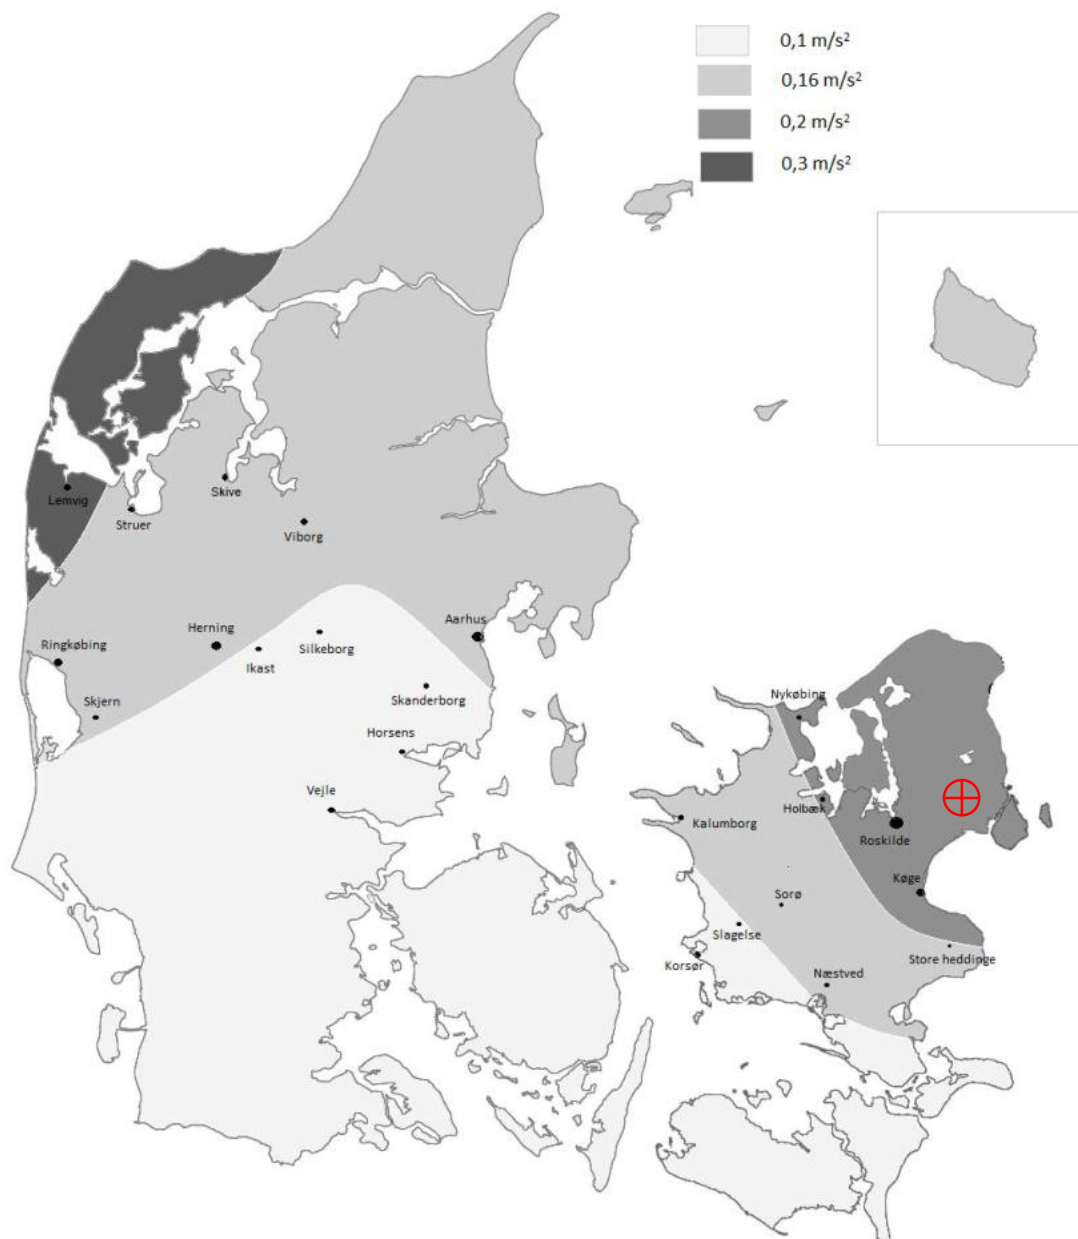 0,1 m/s²
0,16 m/s²
0,2 m/s²
0,3 m/s²
Lemvig
Skive
Struer
Viborg
Herning
Aarhus
Ringkøbing
Silkeborg
Ikast
Skjern
Skanderborg
Nykøbing
Horsens
Vejle
Holbæk
Kalumborg
Roskilde
Køge
Sorø
Slagelse
Korsør
Store heddinge
Næstved